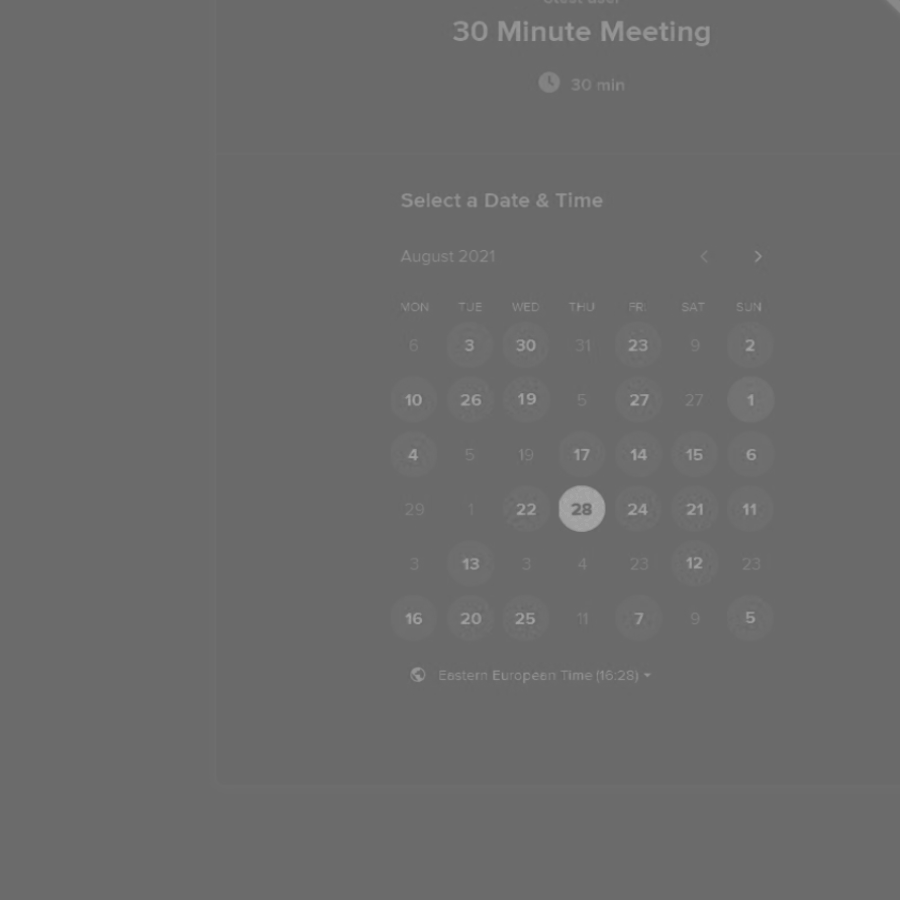 30 Minute Meeting
30 min
Select a Date & Time
August 2021
MON TUE WED THU FRI SAT SUN
6 3 30 31 23 9 2
10 26 19 5 27 27 1
4 5 19 17 14 15 6
29 1 22 28 24 21 11
3 13 3 4 23 12 23
16 20 25 11 7 9 5
Eastern European Time (16:28)